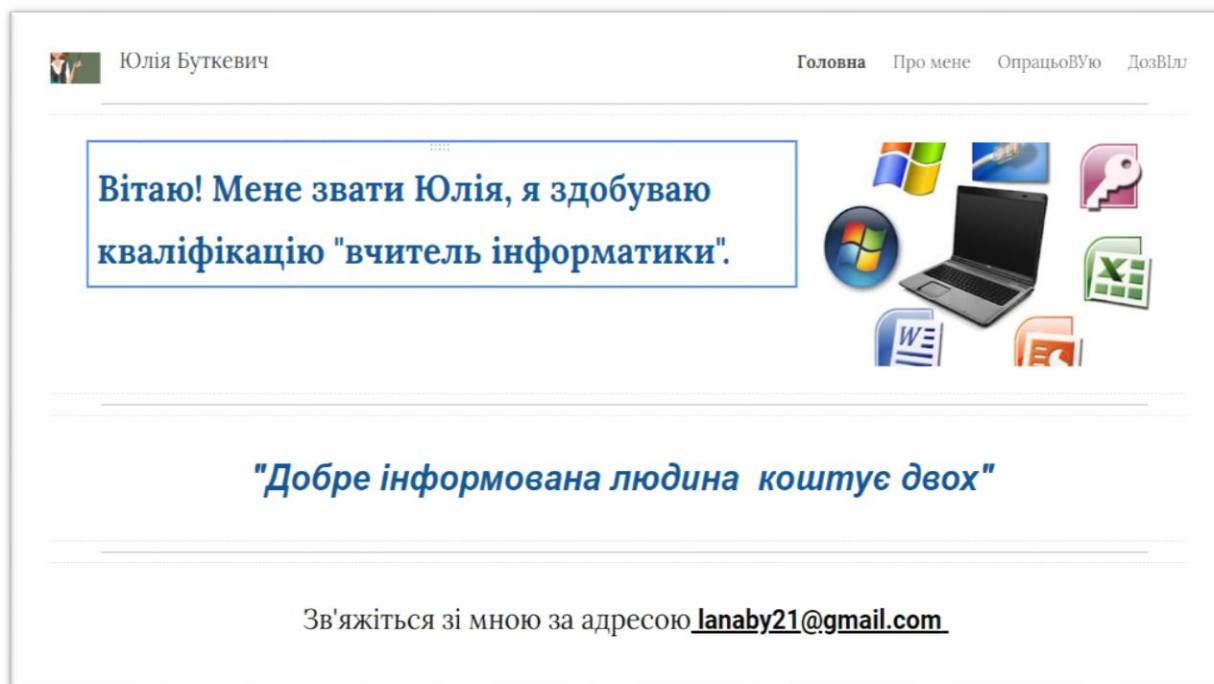 Юлія Буткевич
Головна Про мене ОпрацьоВУю
Вітаю! Мене звати Юлія, я здобуваю
кваліфікацію "вчитель інформатики".
"Добре інформована людина коштує двох"
Зв'яжіться зі мною за адресою lanaby21@gmail.com